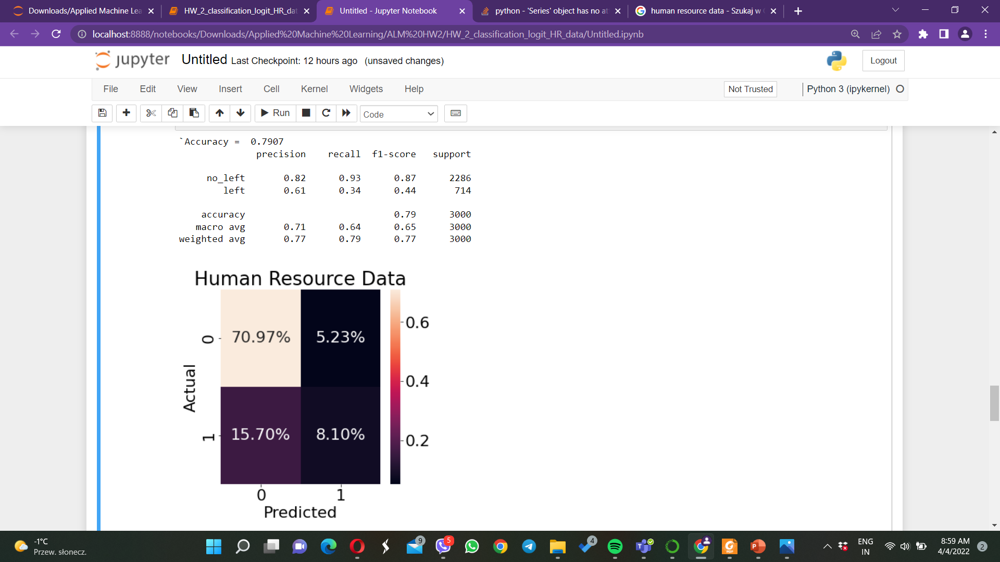 Downloads/Applied Machine Lea
HW_2_classification_logit_HR_dat
Untitled - Jupyter Notebook
python - 'Series' object has no at
human resource data - Szukaj w G
localhost:8888/notebooks/Downloads/Applied%20Machine%20Learning/ALM%20HW2/HW_2_classification_logit_HR_data/Untitled.ipynb
jupyter Untitled Last Checkpoint: 12 hours ago (unsaved changes)
Logout
File Edit View Insert Cell Kernel Widgets Help
Not Trusted
Python 3 (ipykernel)
Run
Code
`Accuracy = 0.7907
precision recall f1-score support
no_left 0.82 0.93 0.87 2286
left 0.61 0.34 0.44 714
accuracy 0.79 3000
macro avg 0.71 0.64 0.65 3000
weighted avg 0.77 0.79 0.77 3000
Human Resource Data
0.6
70.97% 5.23%
0
0.4
Actual
15.70% 8.10%
1
0.2
0 1
Predicted
-1°C
Przew. słonecz.
9
5
4
ENG
IN
8:59 AM
4/4/2022
2